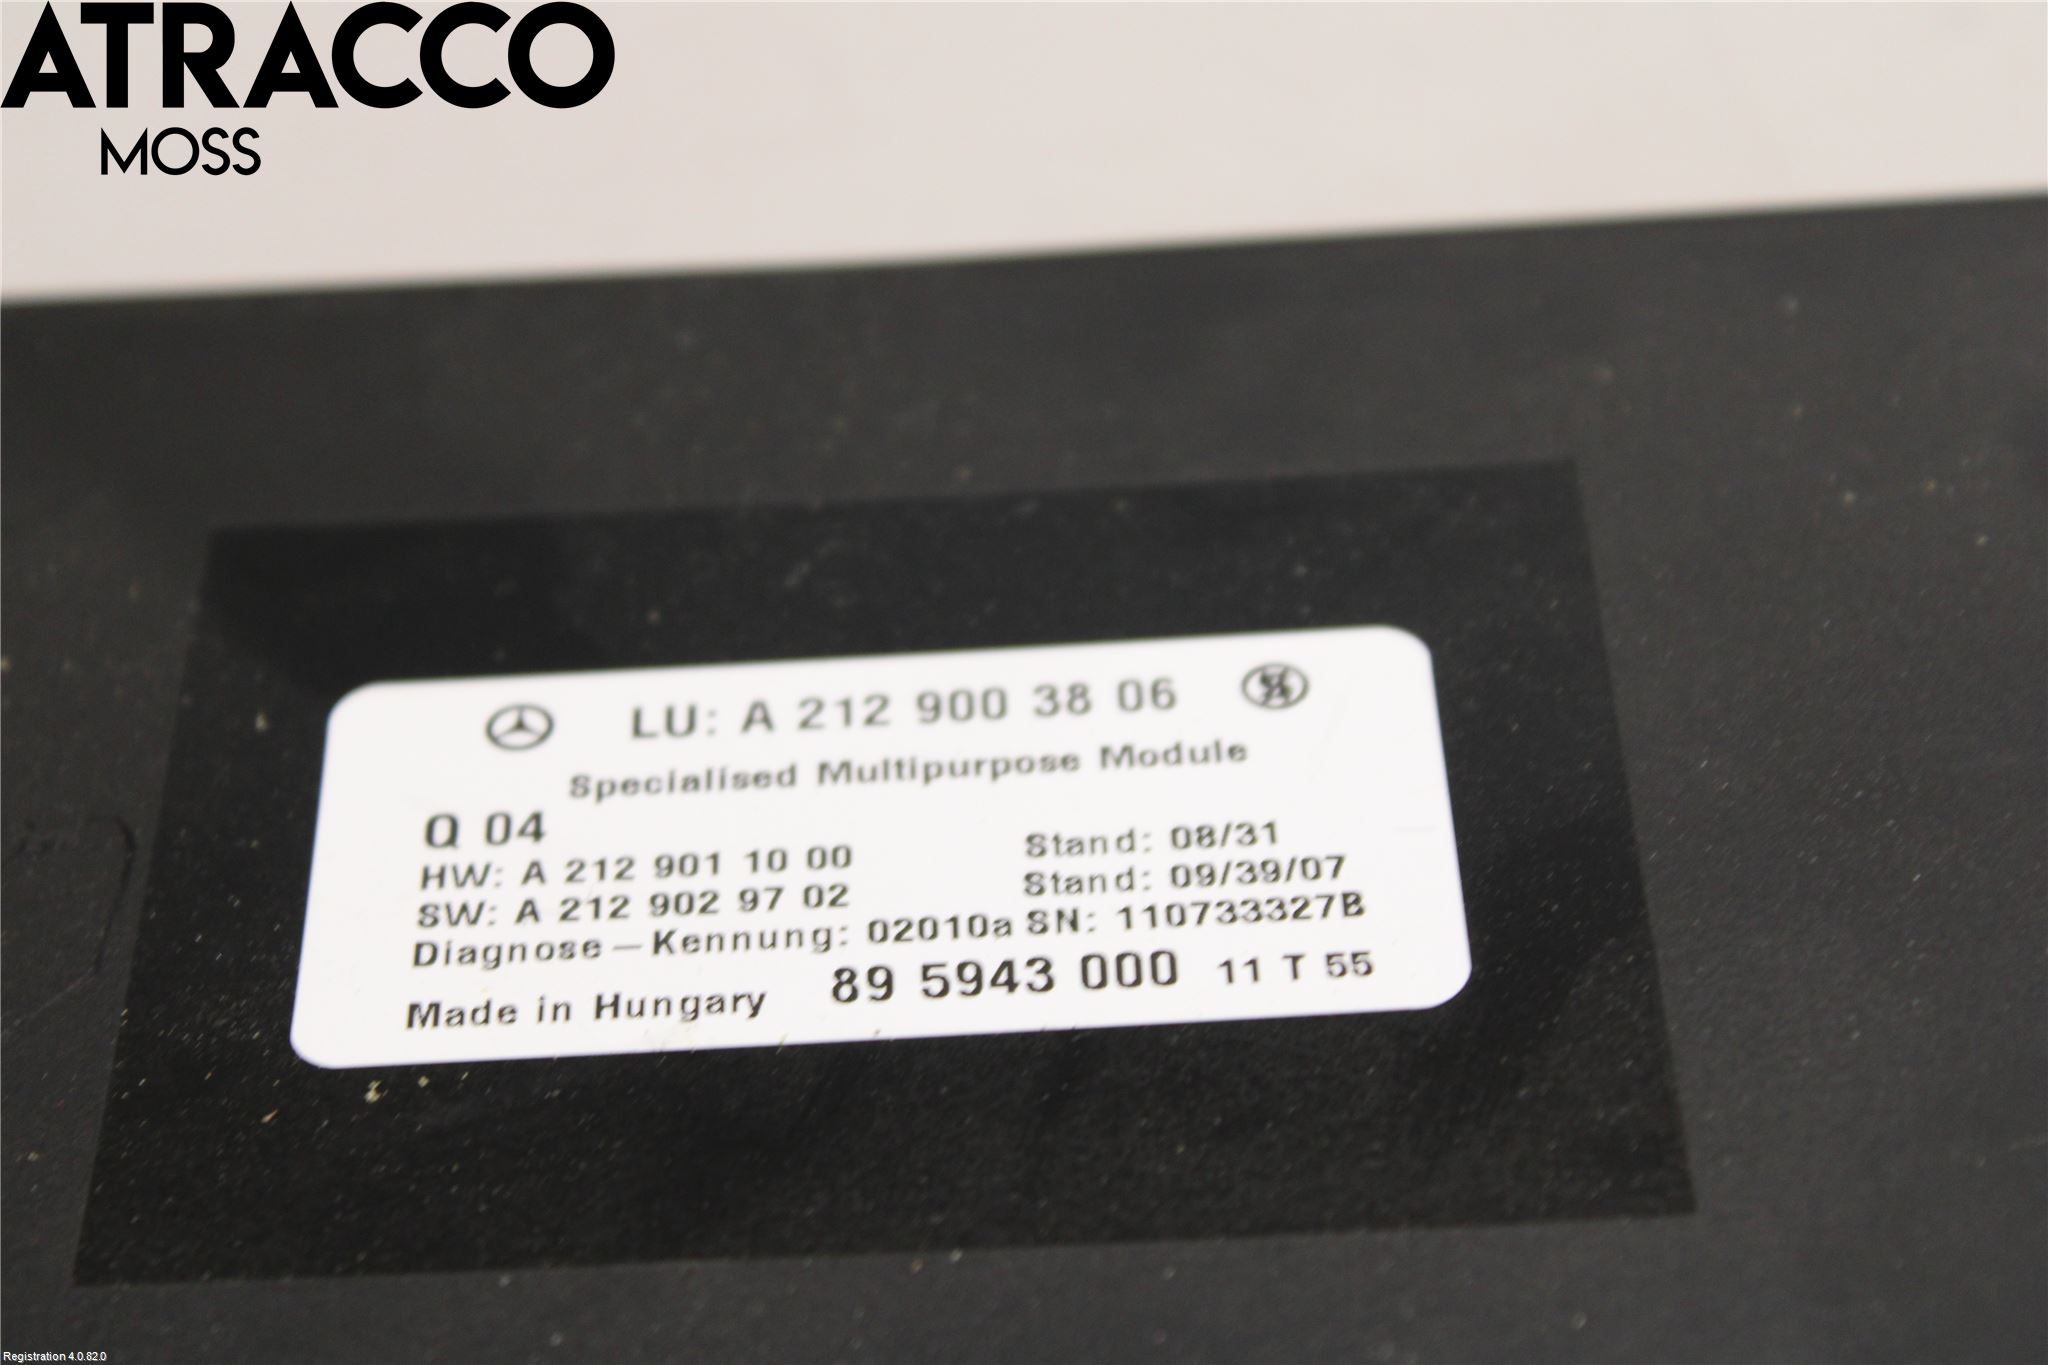 ATRACCO
MOSS
LU: A 212 900 38 06
Specialised Multipurpose Module
Q 04
HW: A 212 901 10 00 Stand: 08/31
SW: A 212 902 97 02 Stand: 09/39/07
Diagnose-Kennung: 02010a SN: 110733327B
Made in Hungary 89 5943 000 11 T 55
Registration 4.0.82.0